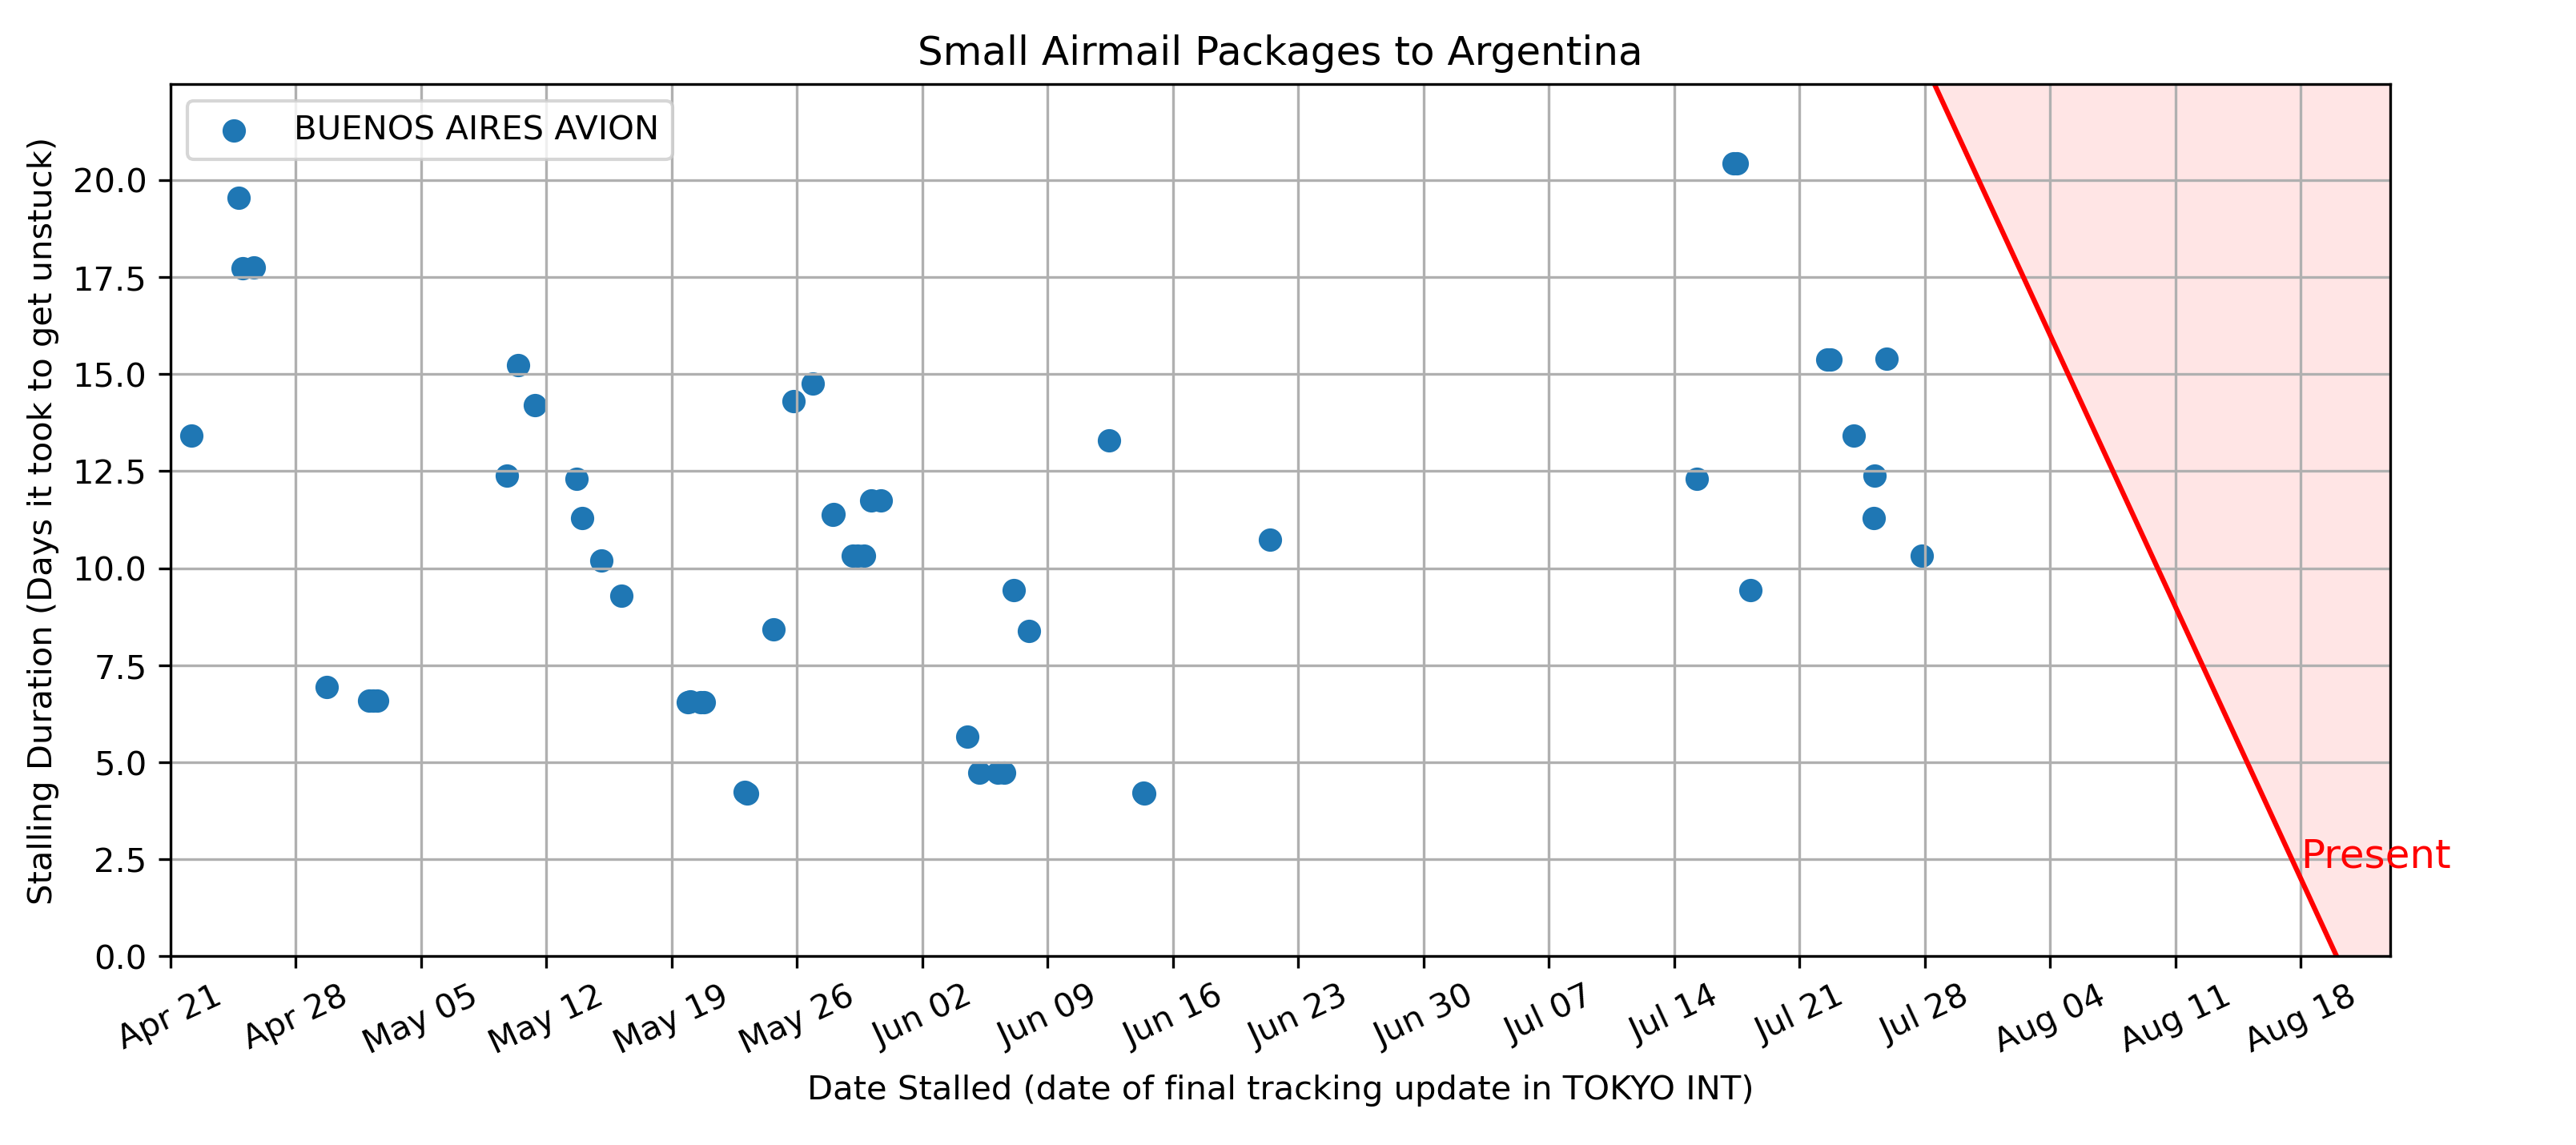 Small Airmail Packages to Argentina
BUENOS AIRES AVION
Stalling Duration (Days it took to get unstuck)
20.0
17.5
15.0
12.5
10.0
7.5
5.0
2.5
0.0
Present
Apr 21
Apr 28
May 05
May 12
May 19
May 26
Jun 02
Jun 09
Jun 16
Jun 23
Jun 30
Jul 07
Jul 14
Jul 21
Jul 28
Aug 04
Aug 11
Aug 18
Date Stalled (date of final tracking update in TOKYO INT)